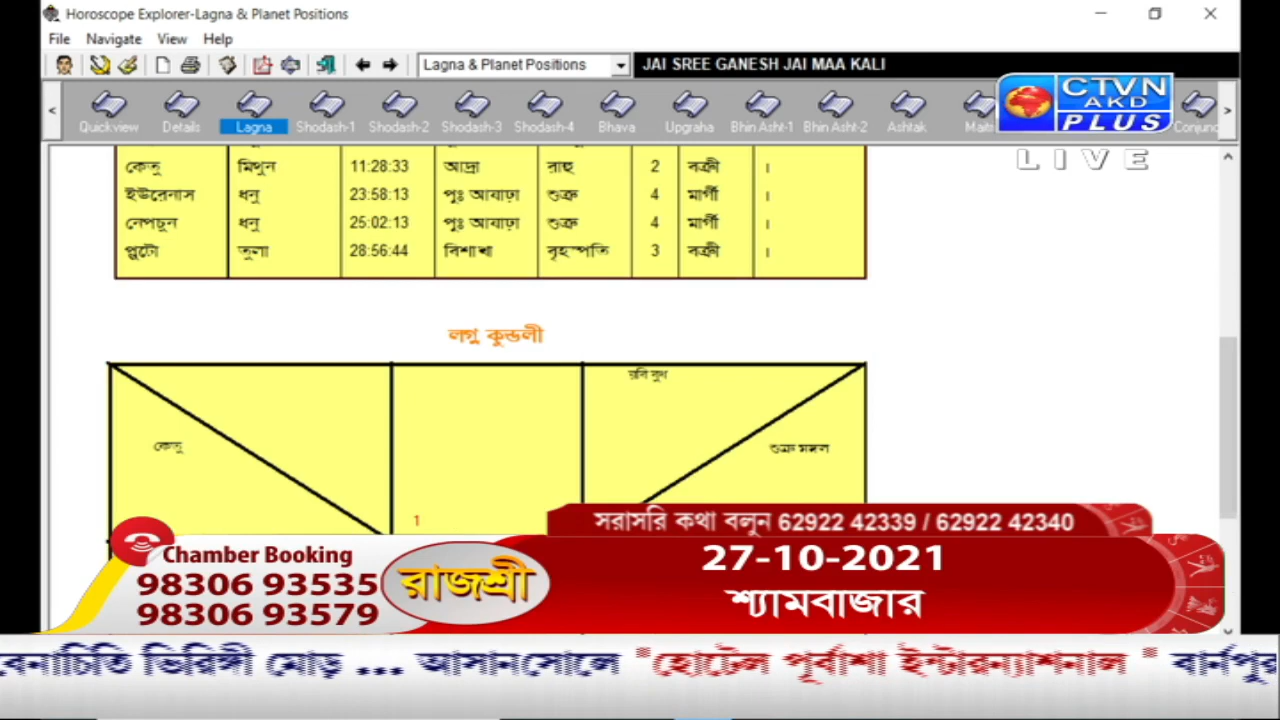 Horoscope Explorer-Lagna & Planet Positions
File Navigate View Help
Lagna & Planet Positions JAI SREE GANESH JAI MAA KALI
CTVN
AKD
PLUS
LIVE
< Quickview Details Lagna Shodash-1 Shodash-2 Shodash-3 Shodash-4 Bhava Upgraha Bhin Asht-1 Bhin Asht-2 Ashtak >
কেতু মিথুন 11:28:33 আদ্রা রাহু 2 বক্রী ।
ইউরেনাস ধনু 23:58:13 পুঃ আষাঢ়া শুক্র 4 মার্গী ।
নেপচুন ধনু 25:02:13 পুঃ আষাঢ়া শুক্র 4 মার্গী ।
প্লুটো তুলা 28:56:44 বিশাখা বৃহস্পতি 3 বক্রী ।
লগ্ন কুন্ডলী
রবি বুধ
কেতু
শুক্র মঙ্গল
1
সরাসরি কথা বলুন 62922 42339 / 62922 42340
Chamber Booking
98306 93535
98306 93579
রাজশ্রী
27-10-2021
শ্যামবাজার
বেনাচিতি ভিরিঙ্গী মোড় ... আসানসোলে "হোটেল পূর্বাশা ইন্টারন্যাশনাল " বার্নপুর